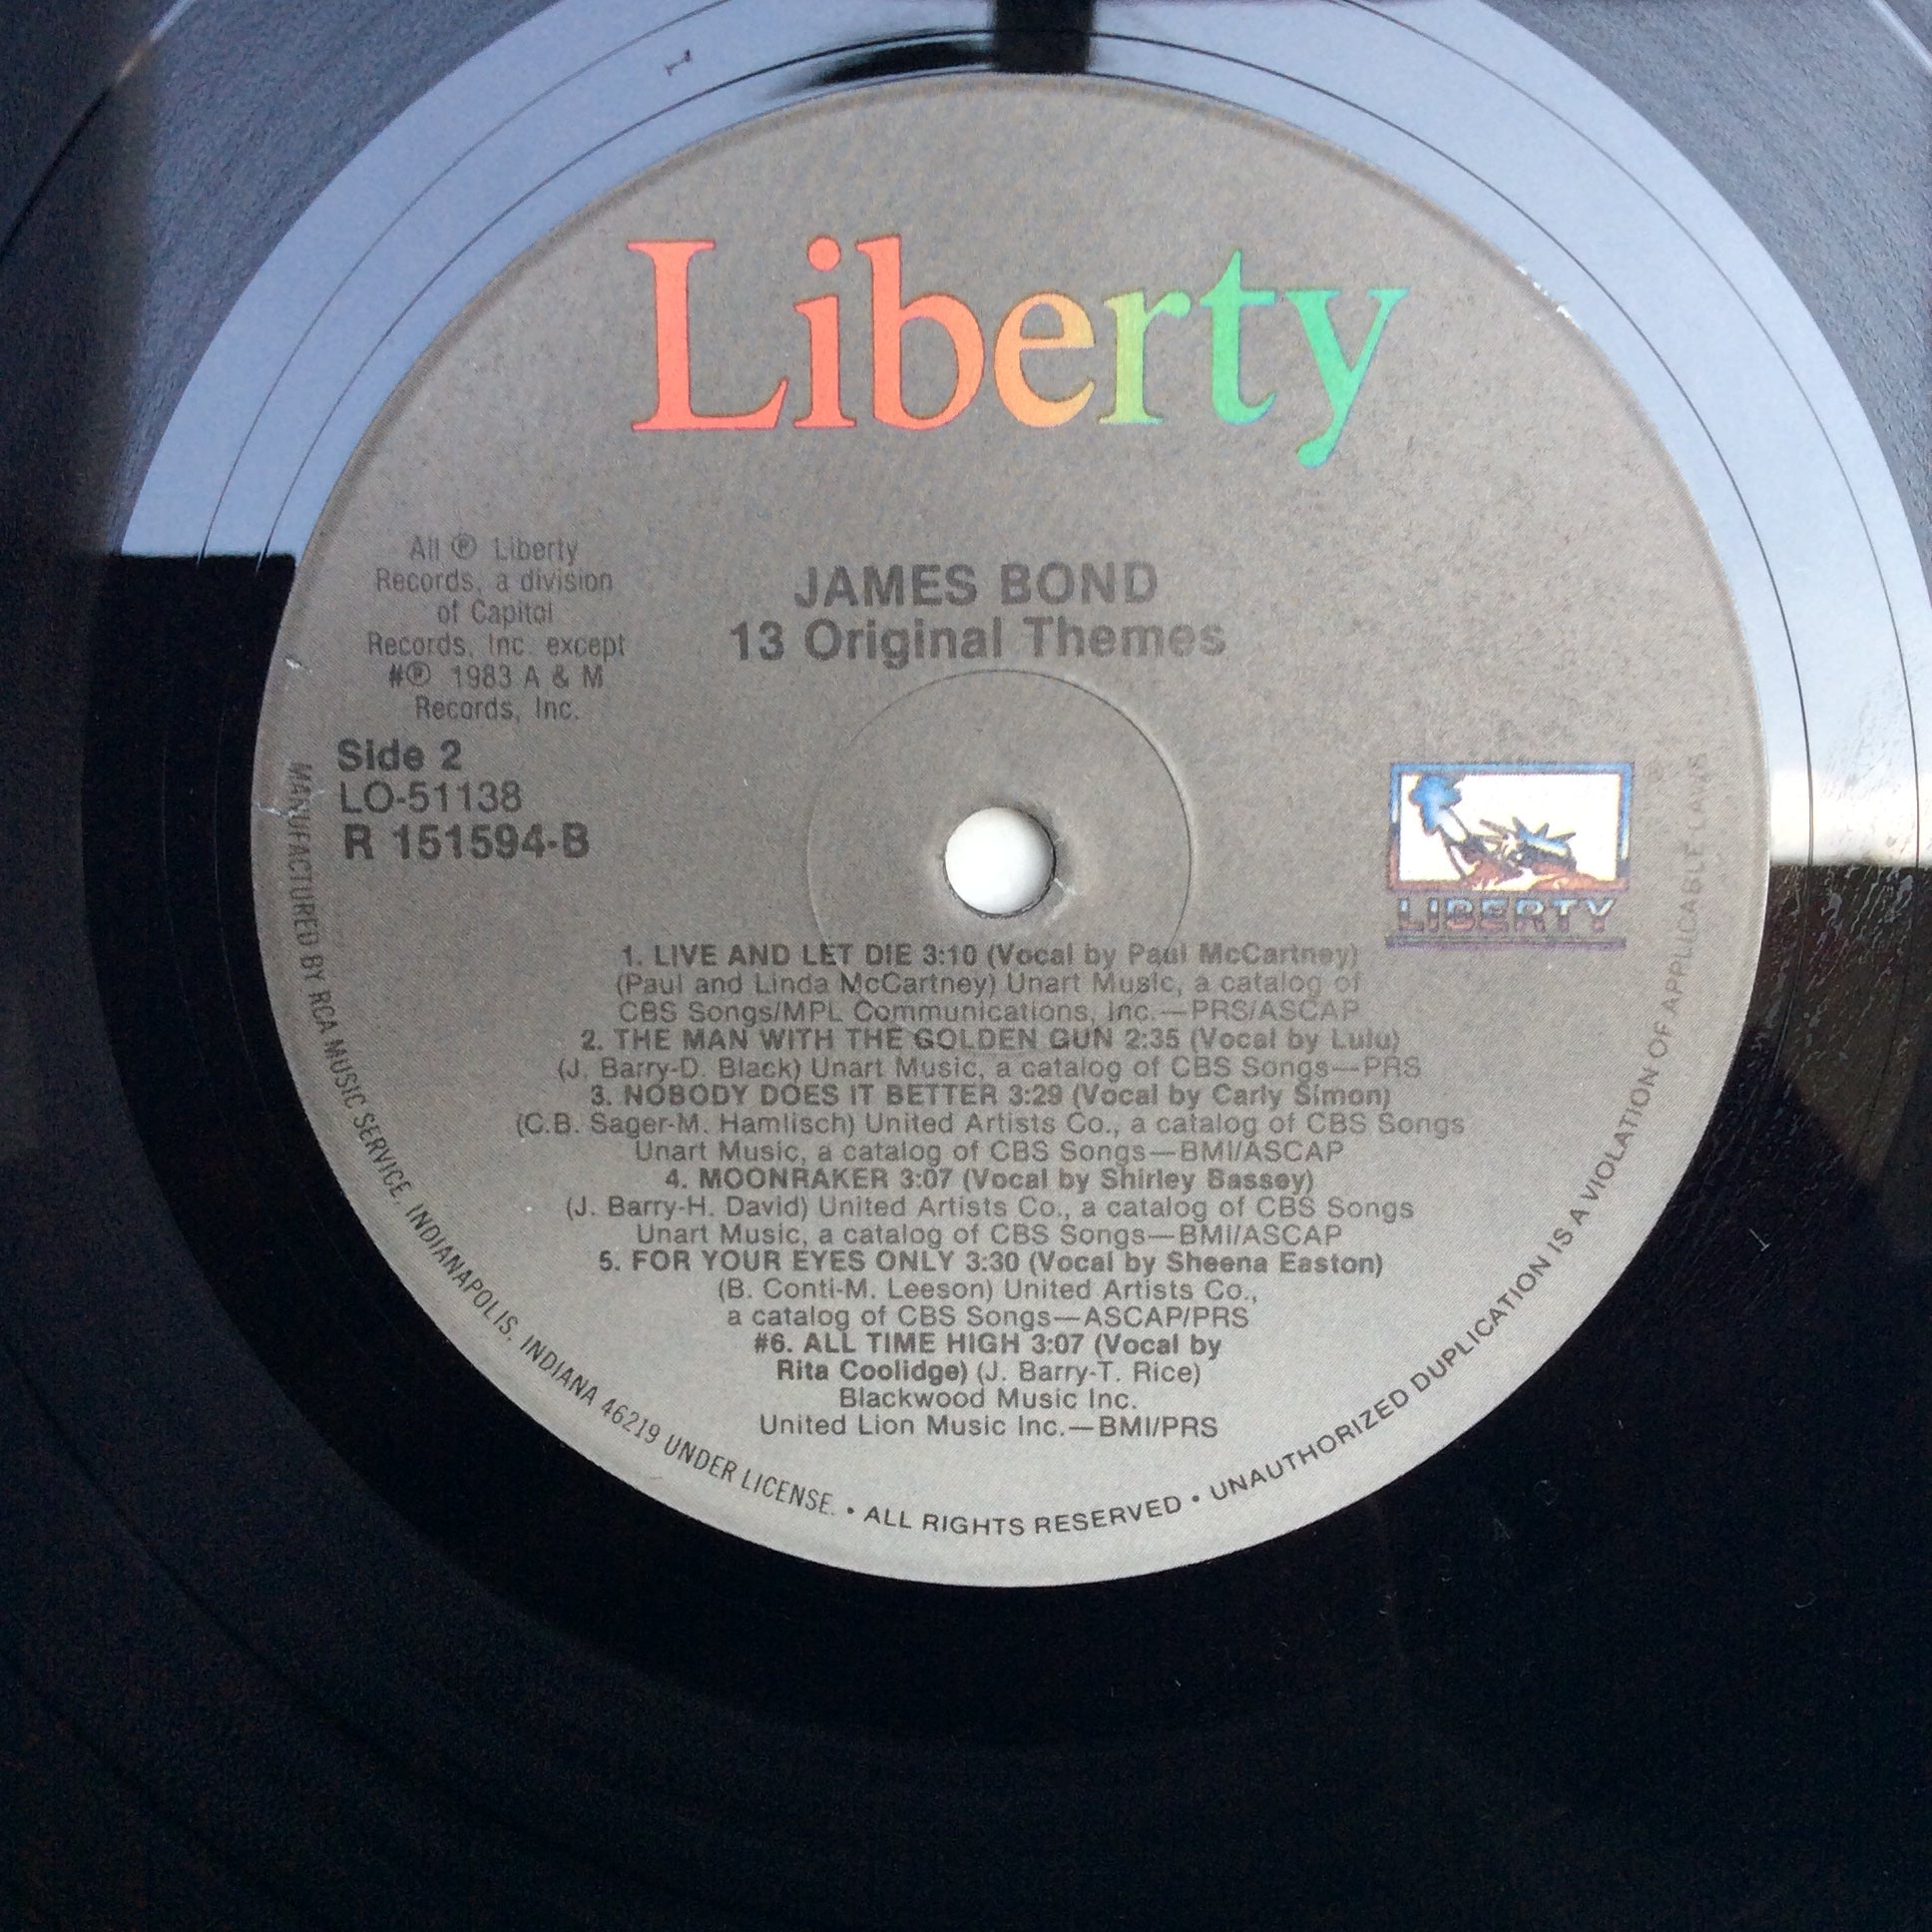 Liberty
All ℗ Liberty
Records, a division
of Capitol
Records, Inc. except
#℗ 1983 A & M
Records, Inc.
JAMES BOND
13 Original Themes
Side 2
LO-51138
R 151594-B
LIBERTY
1. LIVE AND LET DIE 3:10 (Vocal by Paul McCartney)
(Paul and Linda McCartney) Unart Music, a catalog of
CBS Songs/MPL Communications, Inc.—PRS/ASCAP
2. THE MAN WITH THE GOLDEN GUN 2:35 (Vocal by Lulu)
(J. Barry-D. Black) Unart Music, a catalog of CBS Songs—PRS
3. NOBODY DOES IT BETTER 3:29 (Vocal by Carly Simon)
(C.B. Sager-M. Hamlisch) United Artists Co., a catalog of CBS Songs
Unart Music, a catalog of CBS Songs—BMI/ASCAP
4. MOONRAKER 3:07 (Vocal by Shirley Bassey)
(J. Barry-H. David) United Artists Co., a catalog of CBS Songs
Unart Music, a catalog of CBS Songs—BMI/ASCAP
5. FOR YOUR EYES ONLY 3:30 (Vocal by Sheena Easton)
(B. Conti-M. Leeson) United Artists Co.,
a catalog of CBS Songs—ASCAP/PRS
#6. ALL TIME HIGH 3:07 (Vocal by
Rita Coolidge) (J. Barry-T. Rice)
Blackwood Music Inc.
United Lion Music Inc.—BMI/PRS
MANUFACTURED BY RCA MUSIC SERVICE, INDIANAPOLIS, INDIANA 46219 UNDER LICENSE. • ALL RIGHTS RESERVED • UNAUTHORIZED DUPLICATION IS A VIOLATION OF APPLICABLE LAWS